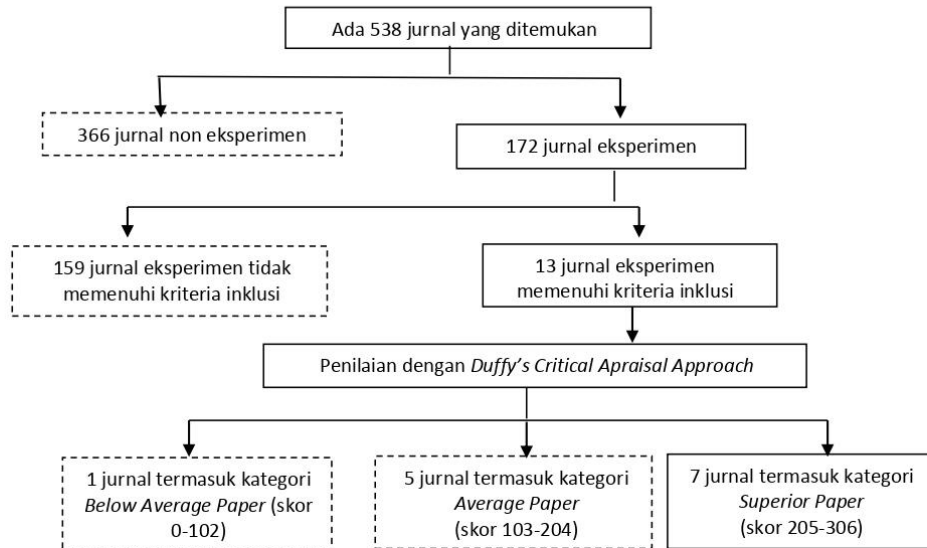 Ada 538 jurnal yang ditemukan
366 jurnal non eksperimen
172 jurnal eksperimen
159 jurnal eksperimen tidak
memenuhi kriteria inklusi
13 jurnal eksperimen
memenuhi kriteria inklusi
Penilaian dengan Duffy's Critical Apraisal Approach
1 jurnal termasuk kategori
Below Average Paper (skor
0-102)
5 jurnal termasuk kategori
Average Paper
(skor 103-204)
7 jurnal termasuk kategori
Superior Paper
(skor 205-306)